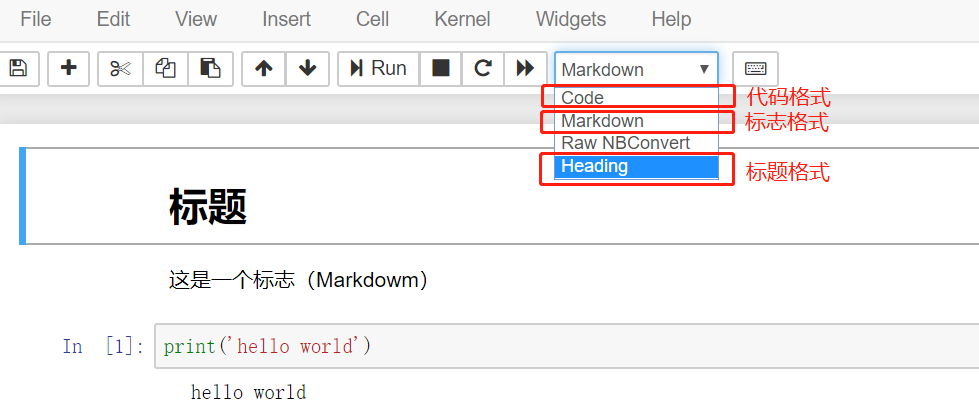 File Edit View Insert Cell Kernel Widgets Help
Run Markdown
Code 代码格式
Markdown 标志格式
Raw NBConvert
Heading 标题格式
标题
这是一个标志（Markdowm）
In [1]: print('hello world')
hello world